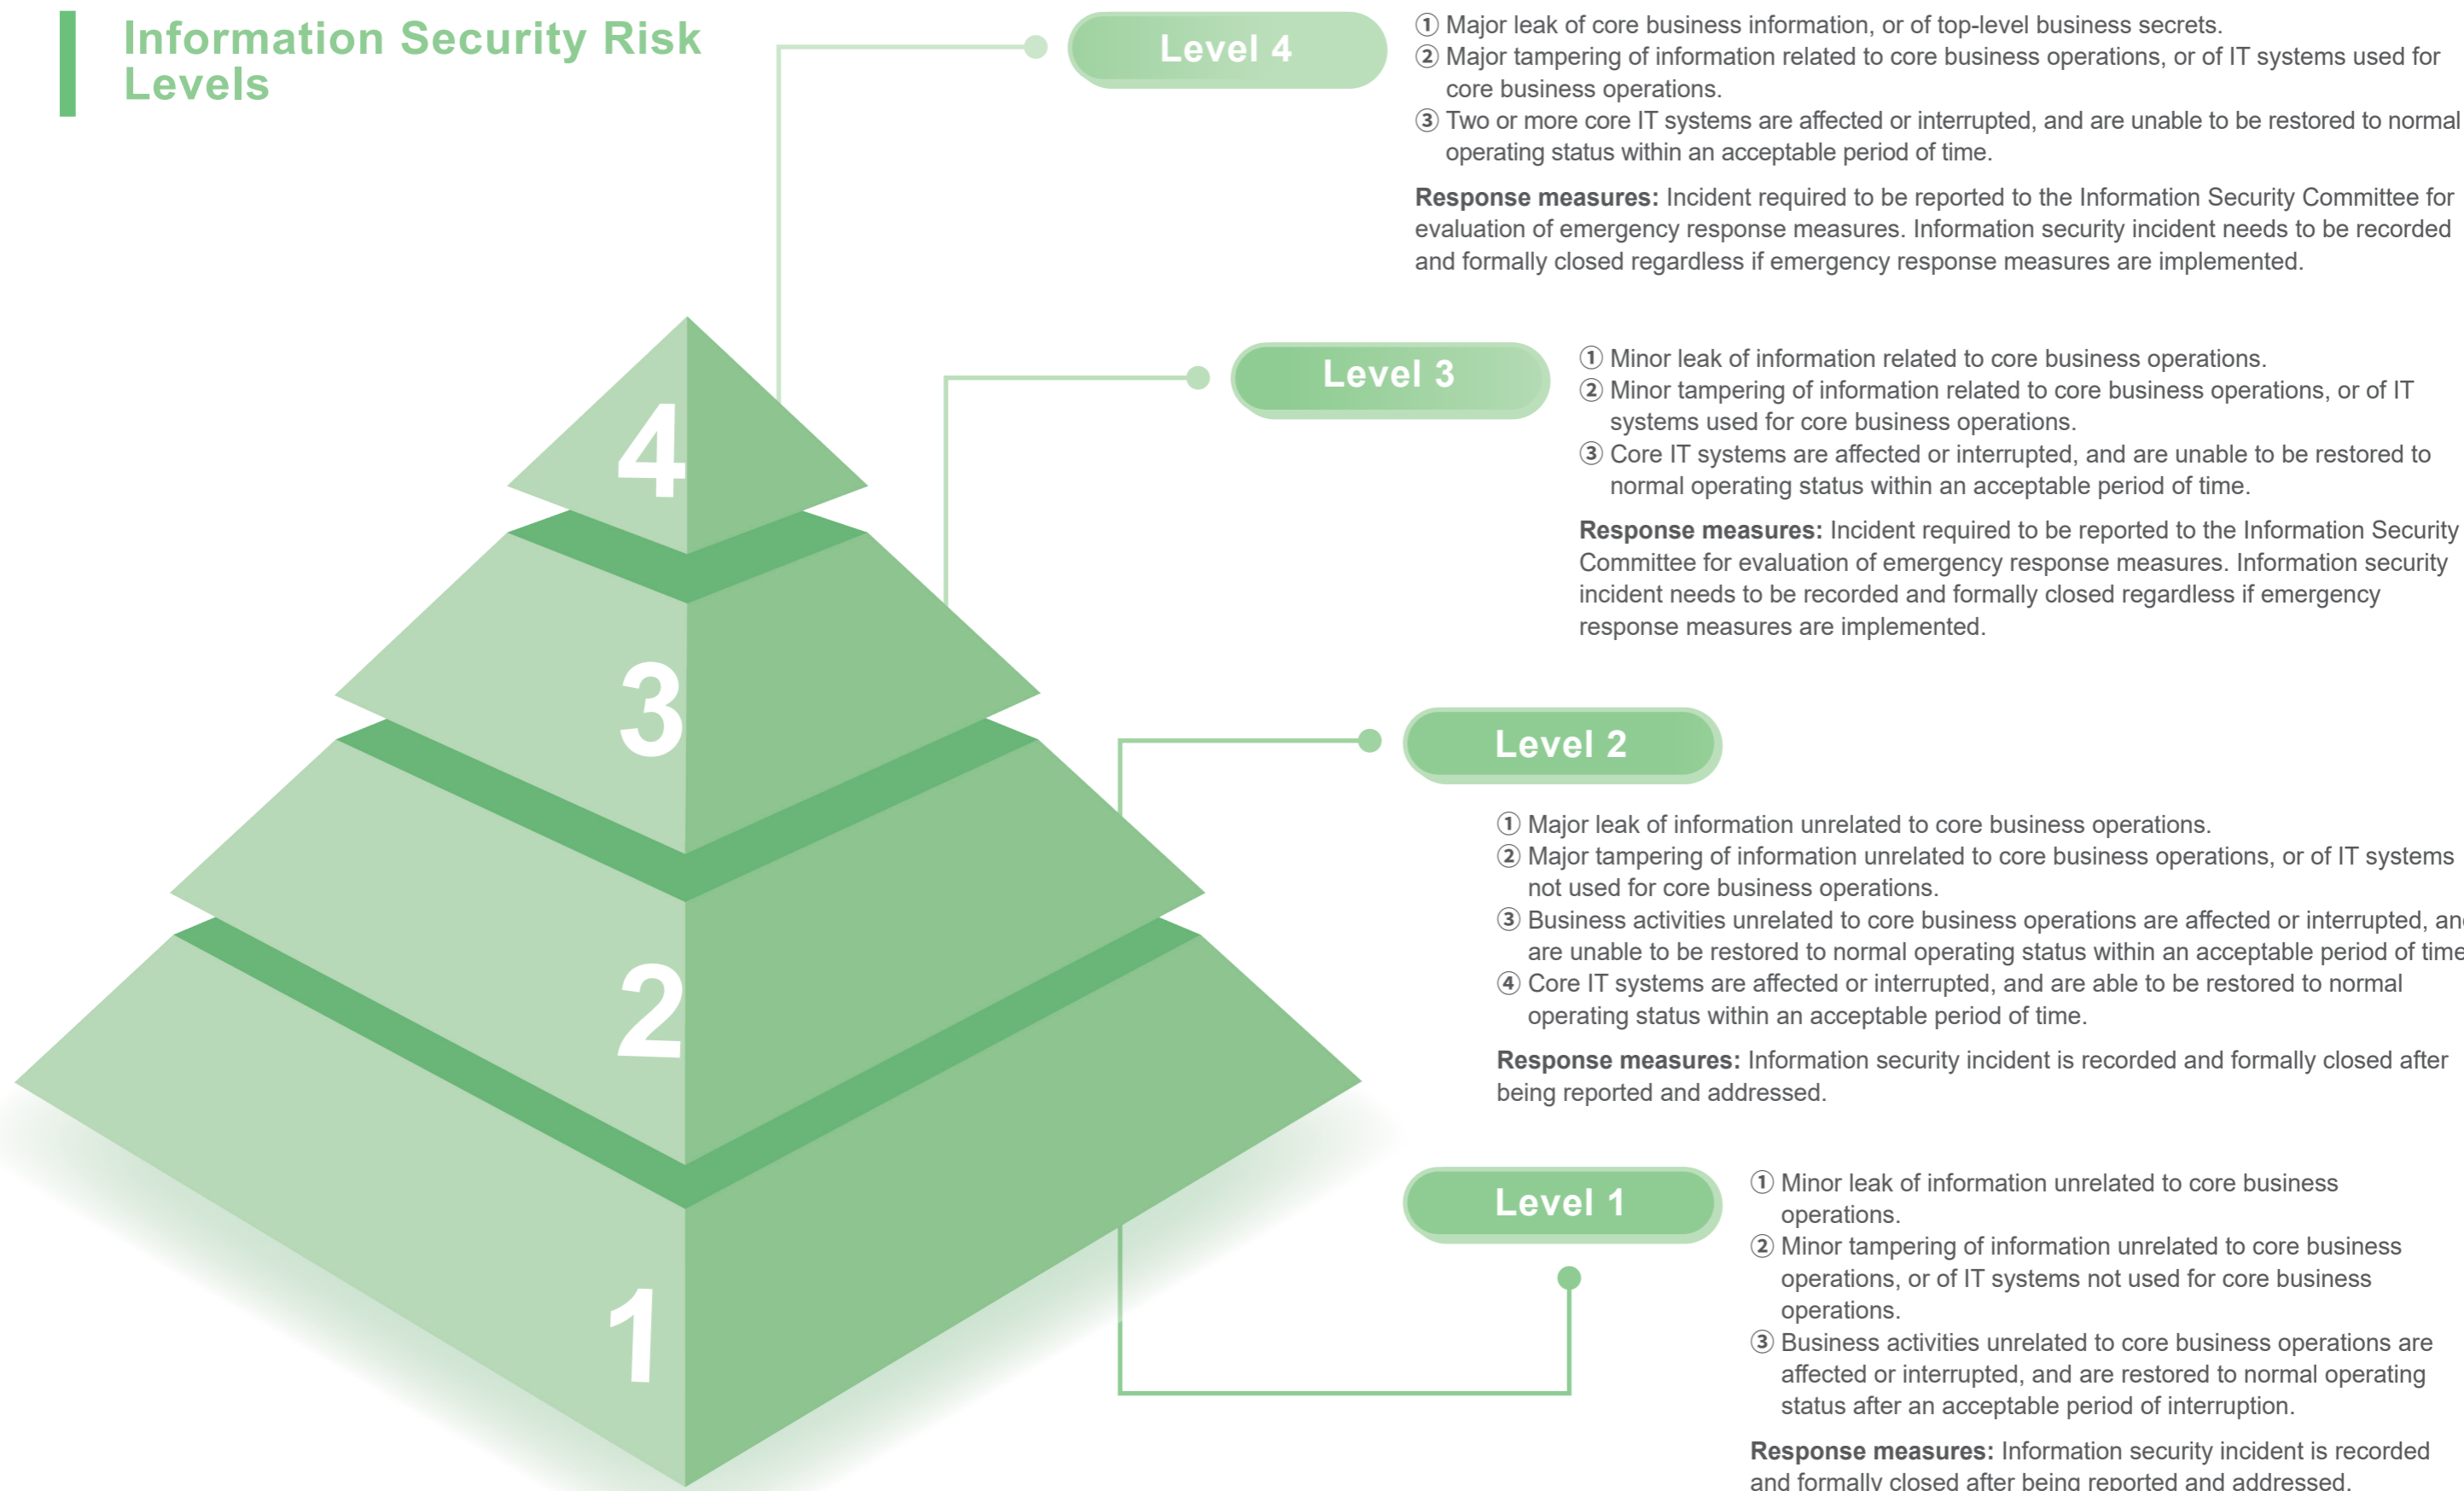 Information Security Risk
Levels
Level 4
① Major leak of core business information, or of top-level business secrets.
② Major tampering of information related to core business operations, or of IT systems used for
core business operations.
③ Two or more core IT systems are affected or interrupted, and are unable to be restored to normal
operating status within an acceptable period of time.
Response measures: Incident required to be reported to the Information Security Committee for
evaluation of emergency response measures. Information security incident needs to be recorded
and formally closed regardless if emergency response measures are implemented.
Level 3
① Minor leak of information related to core business operations.
② Minor tampering of information related to core business operations, or of IT
systems used for core business operations.
③ Core IT systems are affected or interrupted, and are unable to be restored to
normal operating status within an acceptable period of time.
Response measures: Incident required to be reported to the Information Security
Committee for evaluation of emergency response measures. Information security
incident needs to be recorded and formally closed regardless if emergency
response measures are implemented.
Level 2
① Major leak of information unrelated to core business operations.
② Major tampering of information unrelated to core business operations, or of IT systems
not used for core business operations.
③ Business activities unrelated to core business operations are affected or interrupted, and
are unable to be restored to normal operating status within an acceptable period of time
④ Core IT systems are affected or interrupted, and are able to be restored to normal
operating status within an acceptable period of time.
Response measures: Information security incident is recorded and formally closed after
being reported and addressed.
Level 1
① Minor leak of information unrelated to core business
operations.
② Minor tampering of information unrelated to core business
operations, or of IT systems not used for core business
operations.
③ Business activities unrelated to core business operations are
affected or interrupted, and are restored to normal operating
status after an acceptable period of interruption.
Response measures: Information security incident is recorded
and formally closed after being reported and addressed.
4
3
2
1